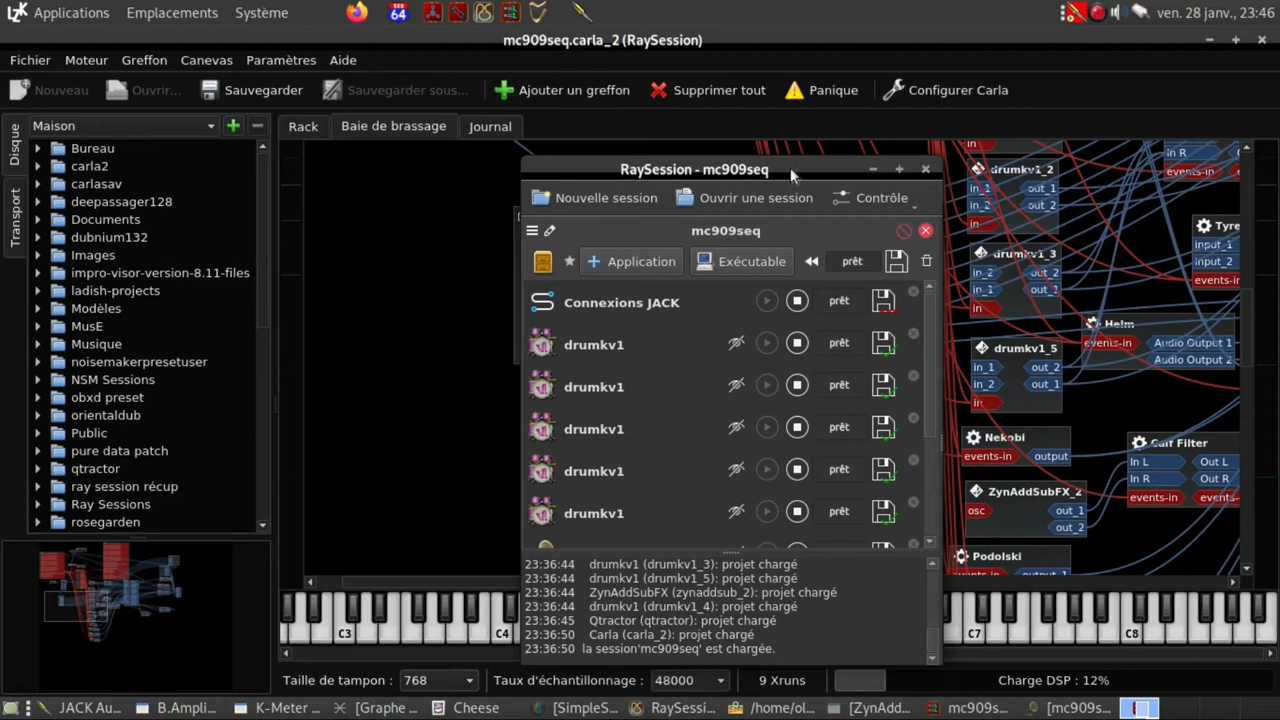 Applications Emplacements Système 64 ven. 28 janv., 23:46
mc909seq.carla_2 (RaySession)
Fichier Moteur Greffon Canevas Paramètres Aide
Nouveau Ouvrir... Sauvegarder Sauvegarder sous... Ajouter un greffon Supprimer tout Panique Configurer Carla
Disque
Transport
Maison
Bureau
carla2
carlasav
deepassager128
Documents
dubnium132
Images
impro-visor-version-8.11-files
ladish-projects
Modèles
MusE
Musique
noisemakerpresetuser
NSM Sessions
obxd preset
orientaldub
Public
pure data patch
qtractor
ray session récup
Ray Sessions
rosegarden
Rack Baie de brassage Journal
RaySession - mc909seq
Nouvelle session Ouvrir une session Contrôle
mc909seq
Application Exécutable prêt
Connexions JACK prêt
drumkv1 prêt
drumkv1 prêt
drumkv1 prêt
drumkv1 prêt
drumkv1 prêt
23:36:44 drumkv1 (drumkv1_3): projet chargé
23:36:44 drumkv1 (drumkv1_5): projet chargé
23:36:44 ZynAddSubFX (zynaddsub_2): projet chargé
23:36:44 drumkv1 (drumkv1_4): projet chargé
23:36:45 Qtractor (qtractor): projet chargé
23:36:50 Carla (carla_2): projet chargé
23:36:50 la session'mc909seq' est chargée.
in
drumkv1_2
in_1 out_1
in_2 out_2
in
drumkv1_3
in_2 out_2
in_1 out_1
in
drumkv1_5
in_1 out_2
in_2 out_1
in
Nekobi
events-in output
ZynAddSubFX_2
osc out_1
out_2
Podolski
events-in
in R
events-in
Tyre
input_1
input_2
events-in
Helm
events-in Audio Output 1
Audio Output 2
Calf Filter
In L Out L
In R Out R
events-in events-
C3 C4 C7 C8
Taille de tampon : 768 Taux d'échantillonnage : 48000 9 Xruns Charge DSP : 12%
JACK Au... B.Ampli... K-Meter ... [Graphe ... Cheese [SimpleS... RaySessi... /home/ol... [ZynAdd... mc909s... [mc909s...